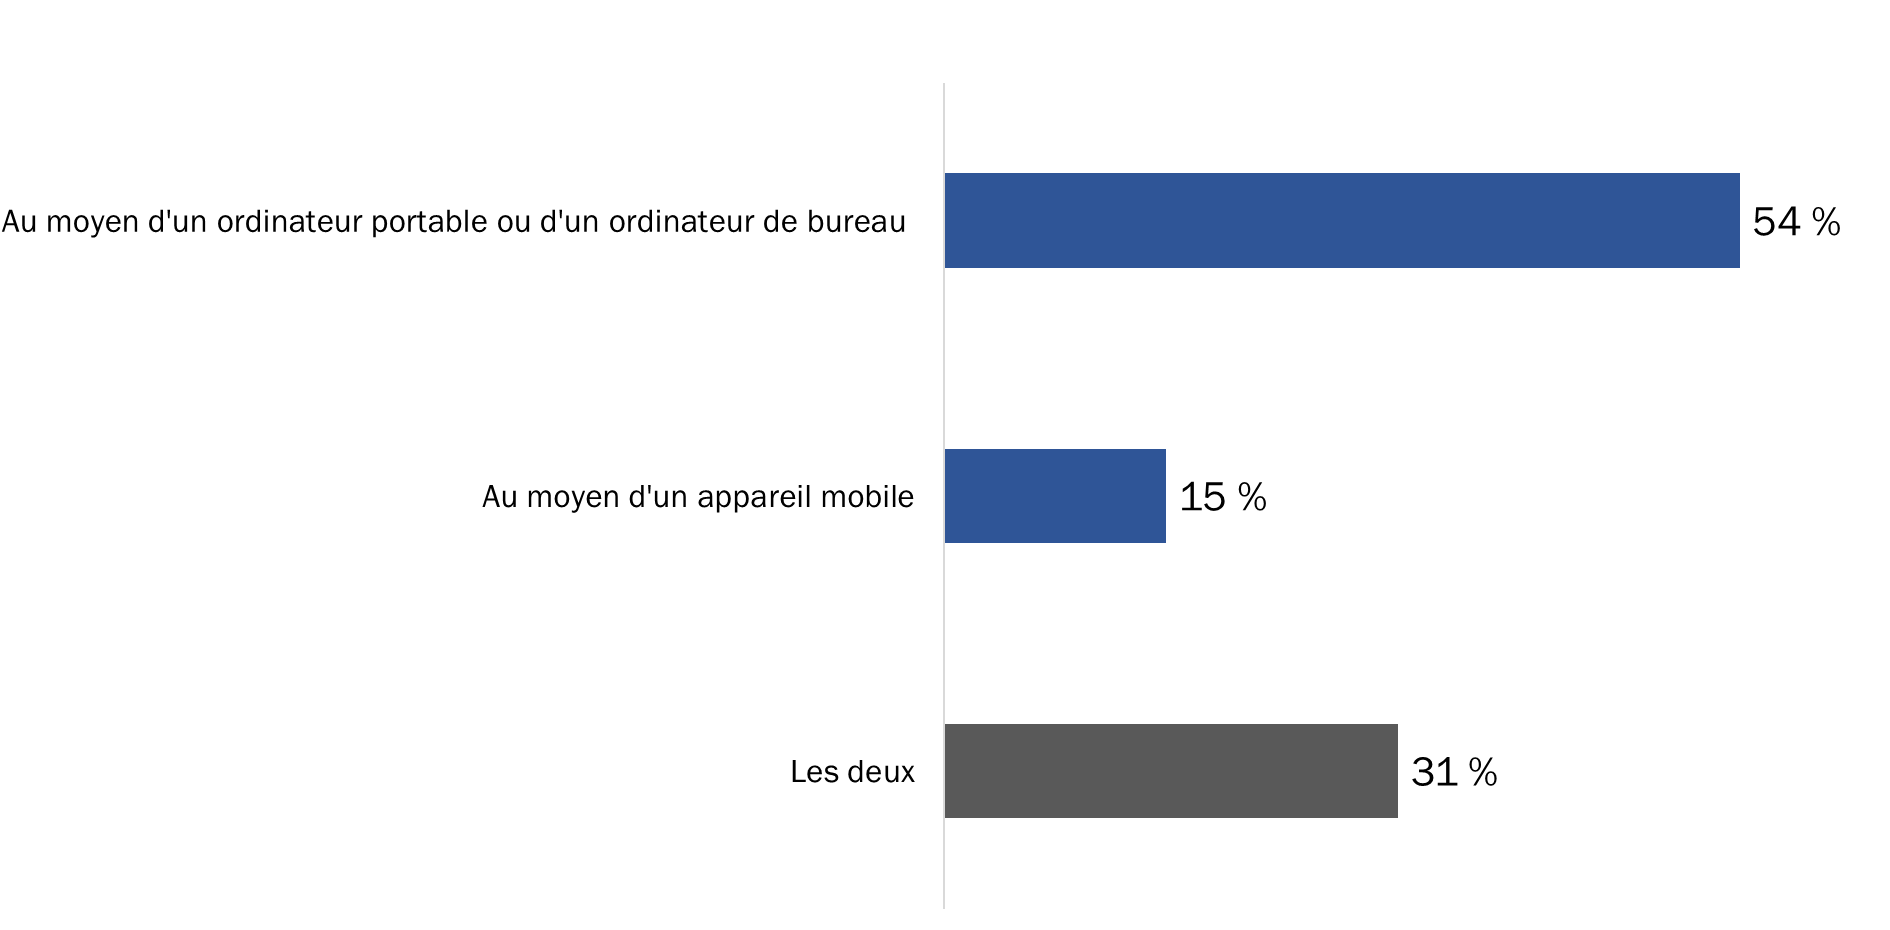 Au moyen d'un ordinateur portable ou d'un ordinateur de bureau 54 %
Au moyen d'un appareil mobile 15 %
Les deux 31 %